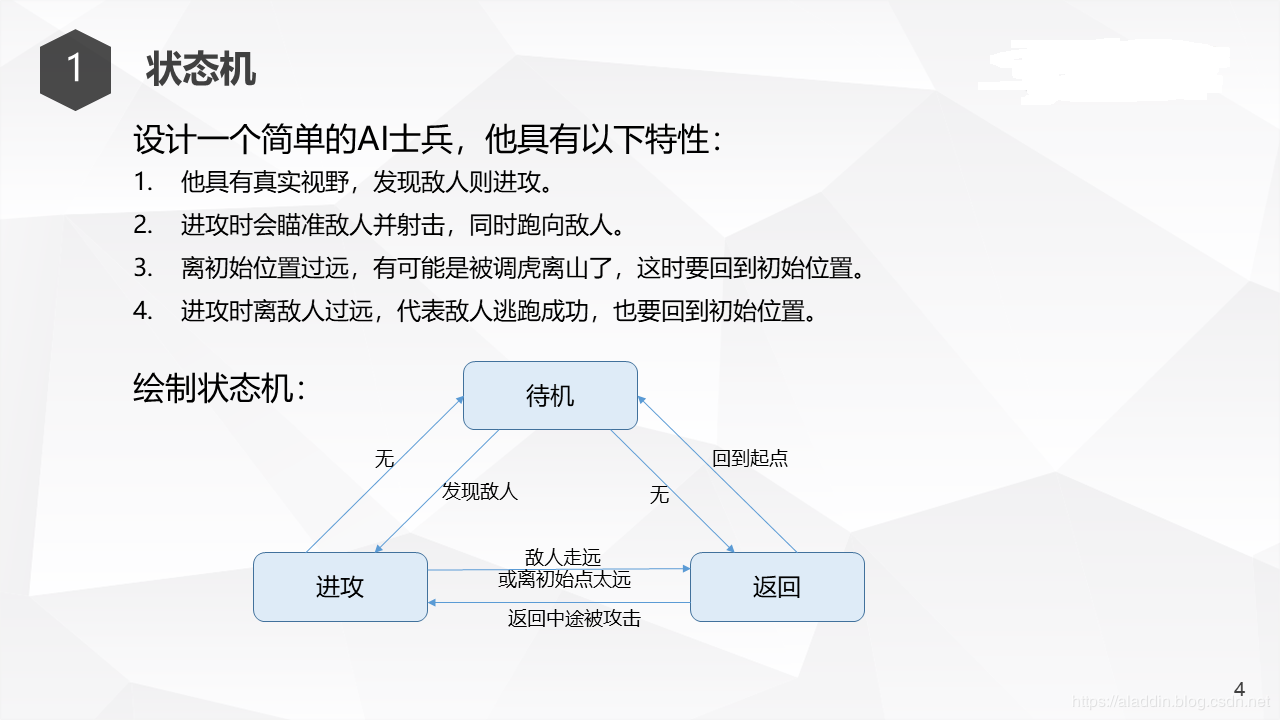 1
状态机
设计一个简单的AI士兵，他具有以下特性：
1. 他具有真实视野，发现敌人则进攻。
2. 进攻时会瞄准敌人并射击，同时跑向敌人。
3. 离初始位置过远，有可能是被调虎离山了，这时要回到初始位置。
4. 进攻时离敌人过远，代表敌人逃跑成功，也要回到初始位置。
绘制状态机：
待机
无
回到起点
发现敌人
无
敌人走远
或离初始点太远
进攻
返回
返回中途被攻击
4
https://aladdin.blog.csdn.net